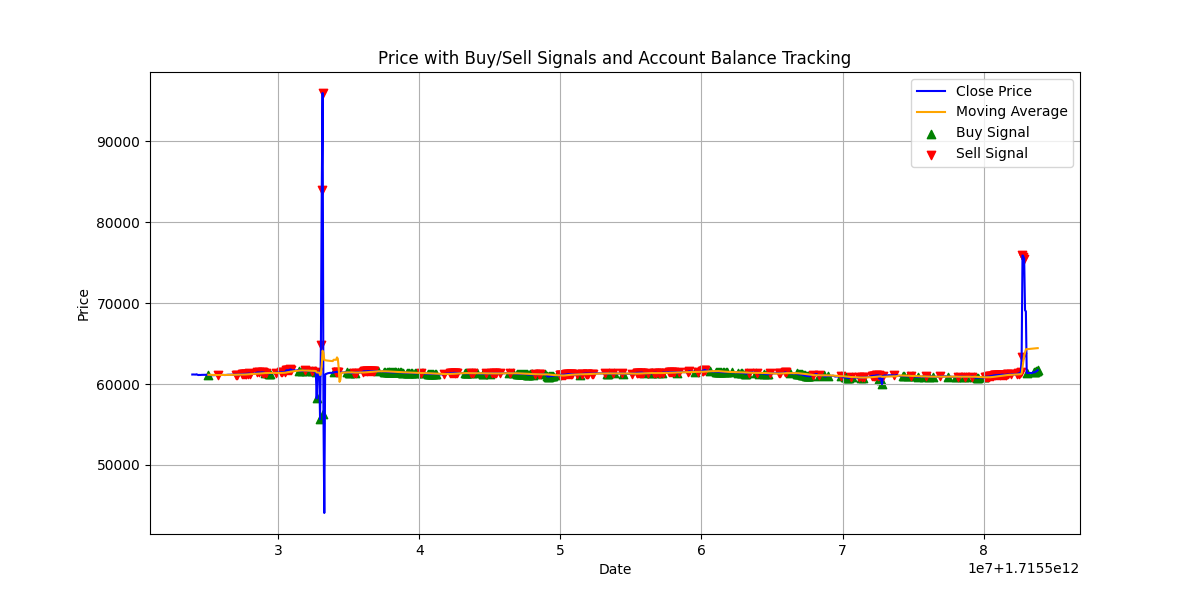 Price with Buy/Sell Signals and Account Balance Tracking
Close Price
Moving Average
Buy Signal
Sell Signal
90000
80000
70000
60000
50000
Price
3 4 5 6 7 8
1e7+1.7155e12
Date